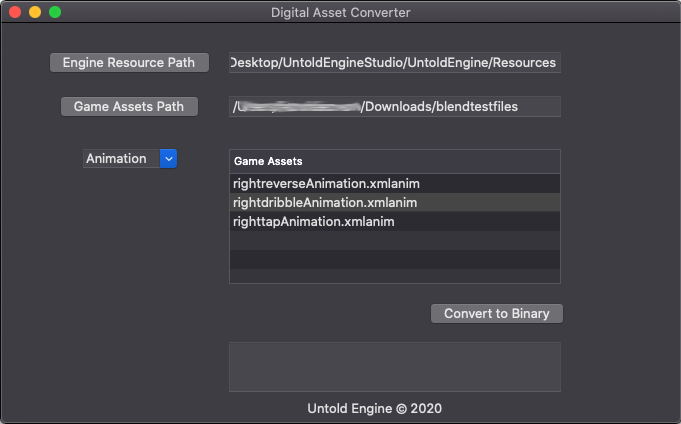 Digital Asset Converter
Engine Resource Path
Desktop/UntoldEngineStudio/UntoldEngine/Resources
Game Assets Path
/Downloads/blendtestfiles
Animation
Game Assets
rightreverseAnimation.xmlanim
rightdribbleAnimation.xmlanim
righttapAnimation.xmlanim
Convert to Binary
Untold Engine © 2020